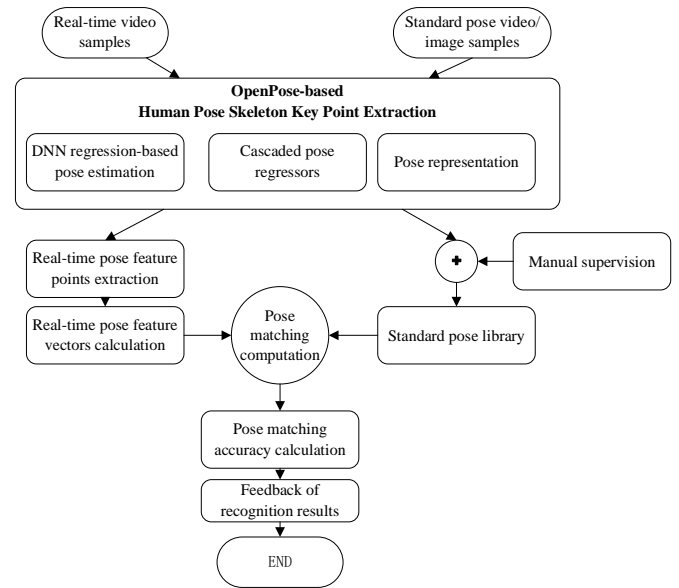 Real-time video
samples
Standard pose video/
image samples
OpenPose-based
Human Pose Skeleton Key Point Extraction
DNN regression-based
pose estimation
Cascaded pose
regressors
Pose representation
Real-time pose feature
points extraction
+
Manual supervision
Real-time pose feature
vectors calculation
Pose
matching
computation
Standard pose library
Pose matching
accuracy calculation
Feedback of
recognition results
END